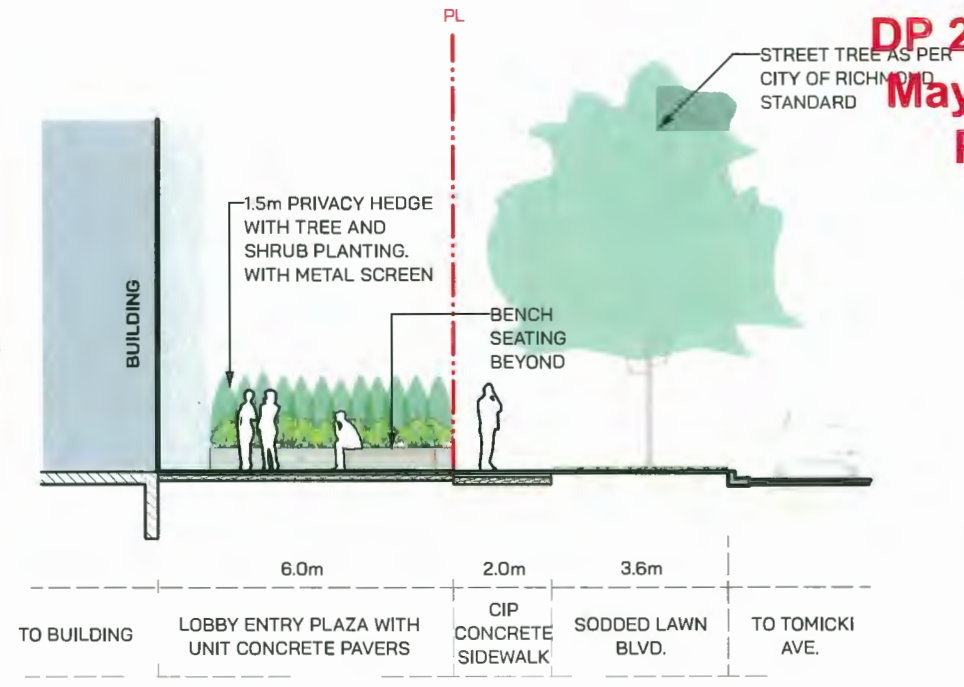 PL
DP 2
STREET TREE AS PER
CITY OF RICHMOND
STANDARD
May
1.5m PRIVACY HEDGE
WITH TREE AND
SHRUB PLANTING.
WITH METAL SCREEN
BUILDING
BENCH
SEATING
BEYOND
6.0m
2.0m
3.6m
TO BUILDING
LOBBY ENTRY PLAZA WITH
UNIT CONCRETE PAVERS
CIP
CONCRETE
SIDEWALK
SODDED LAWN
BLVD.
TO TOMICKI
AVE.